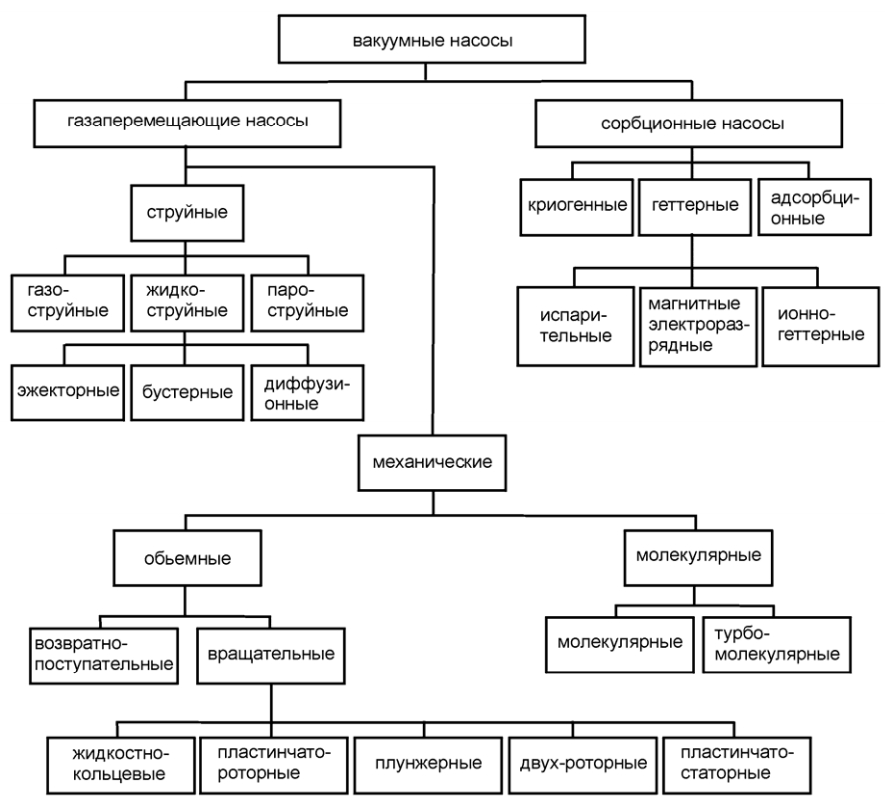 вакуумные насосы
газаперемещающие насосы
сорбционные насосы
струйные
криогенные
геттерные
адсорбци-
онные
газо-
струйные
жидко-
струйные
паро-
струйные
испари-
тельные
магнитные
электрораз-
рядные
ионно-
геттерные
эжекторные
бустерные
диффузи-
онные
механические
обьемные
молекулярные
возвратно-
поступательные
вращательные
молекулярные
турбо-
молекулярные
жидкостно-
кольцевые
пластинчато-
роторные
плунжерные
двух-роторные
пластинчато-
статорные